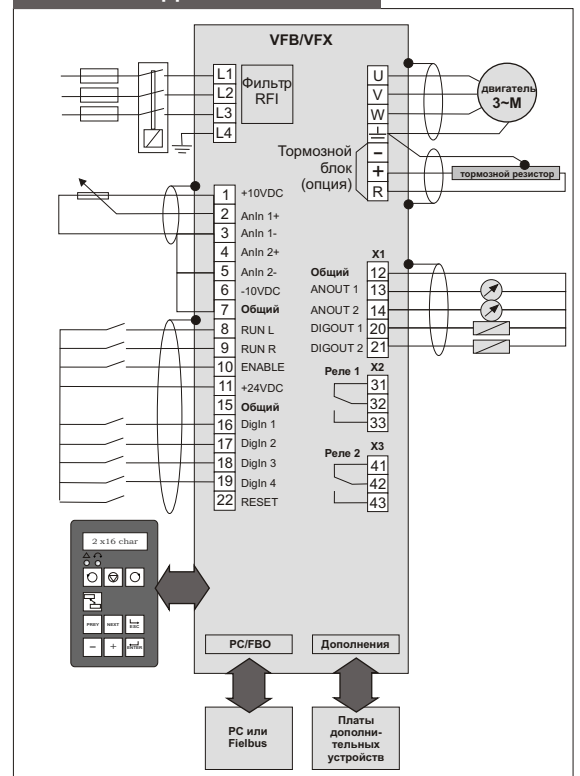 VFB/VFX
L1
L2
L3
L4
Фильтр
RFI
U
V
W
−
+
R
двигатель
3~M
Тормозной
блок
(опция)
тормозной резистор
1 +10VDC
2 AnIn 1+
3 AnIn 1-
4 AnIn 2+
5 AnIn 2-
6 -10VDC
7 Общий
8 RUN L
9 RUN R
10 ENABLE
11 +24VDC
15 Общий
16 DigIn 1
17 DigIn 2
18 DigIn 3
19 DigIn 4
22 RESET
X1
Общий 12
ANOUT 1 13
ANOUT 2 14
DIGOUT 1 20
DIGOUT 2 21
Реле 1 X2
31
32
33
Реле 2 X3
41
42
43
2 x16 char
PREV NEXT ESC
− + ENTER
PC/FBO
Дополнения
PC или
Fielbus
Платы
дополни-
тельных
устройств